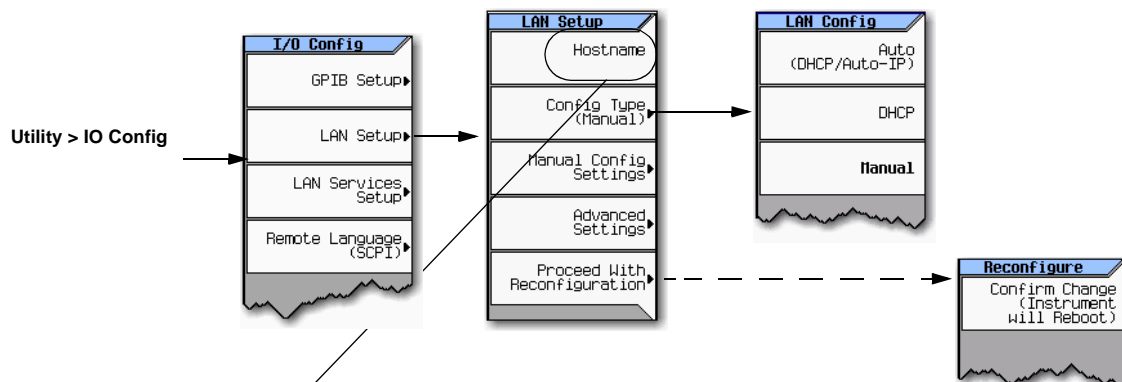 Utility > IO Config
I/O Config
GPIB Setup
LAN Setup
LAN Services
Setup
Remote Language
(SCPI)
LAN Setup
Hostname
Config Type
(Manual)
Manual Config
Settings
Advanced
Settings
Proceed With
Reconfiguration
LAN Config
Auto
(DHCP/Auto-IP)
DHCP
Manual
Reconfigure
Confirm Change
(Instrument
will Reboot)